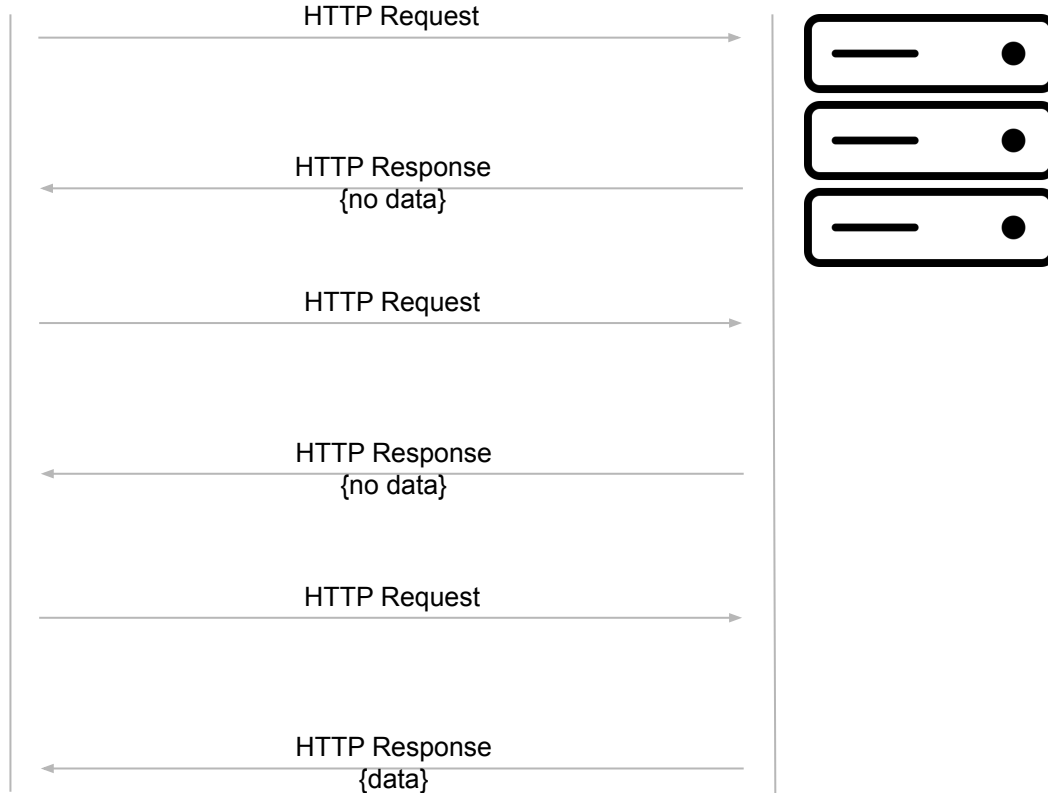 HTTP Request
HTTP Response
{no data}
HTTP Request
HTTP Response
{no data}
HTTP Request
HTTP Response
{data}